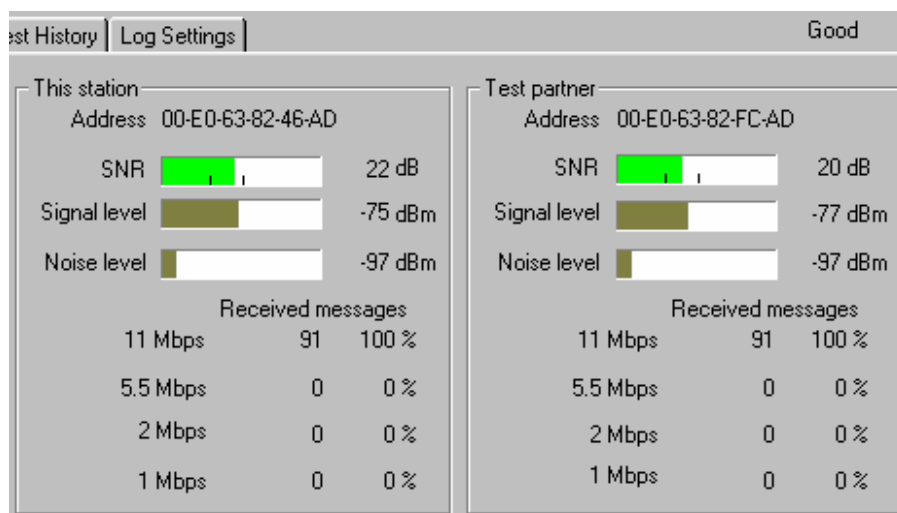 est History Log Settings Good
This station
Address 00-E0-63-82-46-AD
SNR 22 dB
Signal level -75 dBm
Noise level -97 dBm
Received messages
11 Mbps 91 100 %
5.5 Mbps 0 0 %
2 Mbps 0 0 %
1 Mbps 0 0 %
Test partner
Address 00-E0-63-82-FC-AD
SNR 20 dB
Signal level -77 dBm
Noise level -97 dBm
Received messages
11 Mbps 91 100 %
5.5 Mbps 0 0 %
2 Mbps 0 0 %
1 Mbps 0 0 %